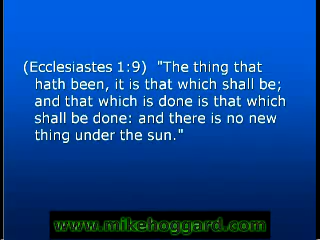 (Ecclesiastes 1:9)  "The thing that
hath been, it is that which shall be;
and that which is done is that which
shall be done: and there is no new
thing under the sun."
www.mikehoggard.com